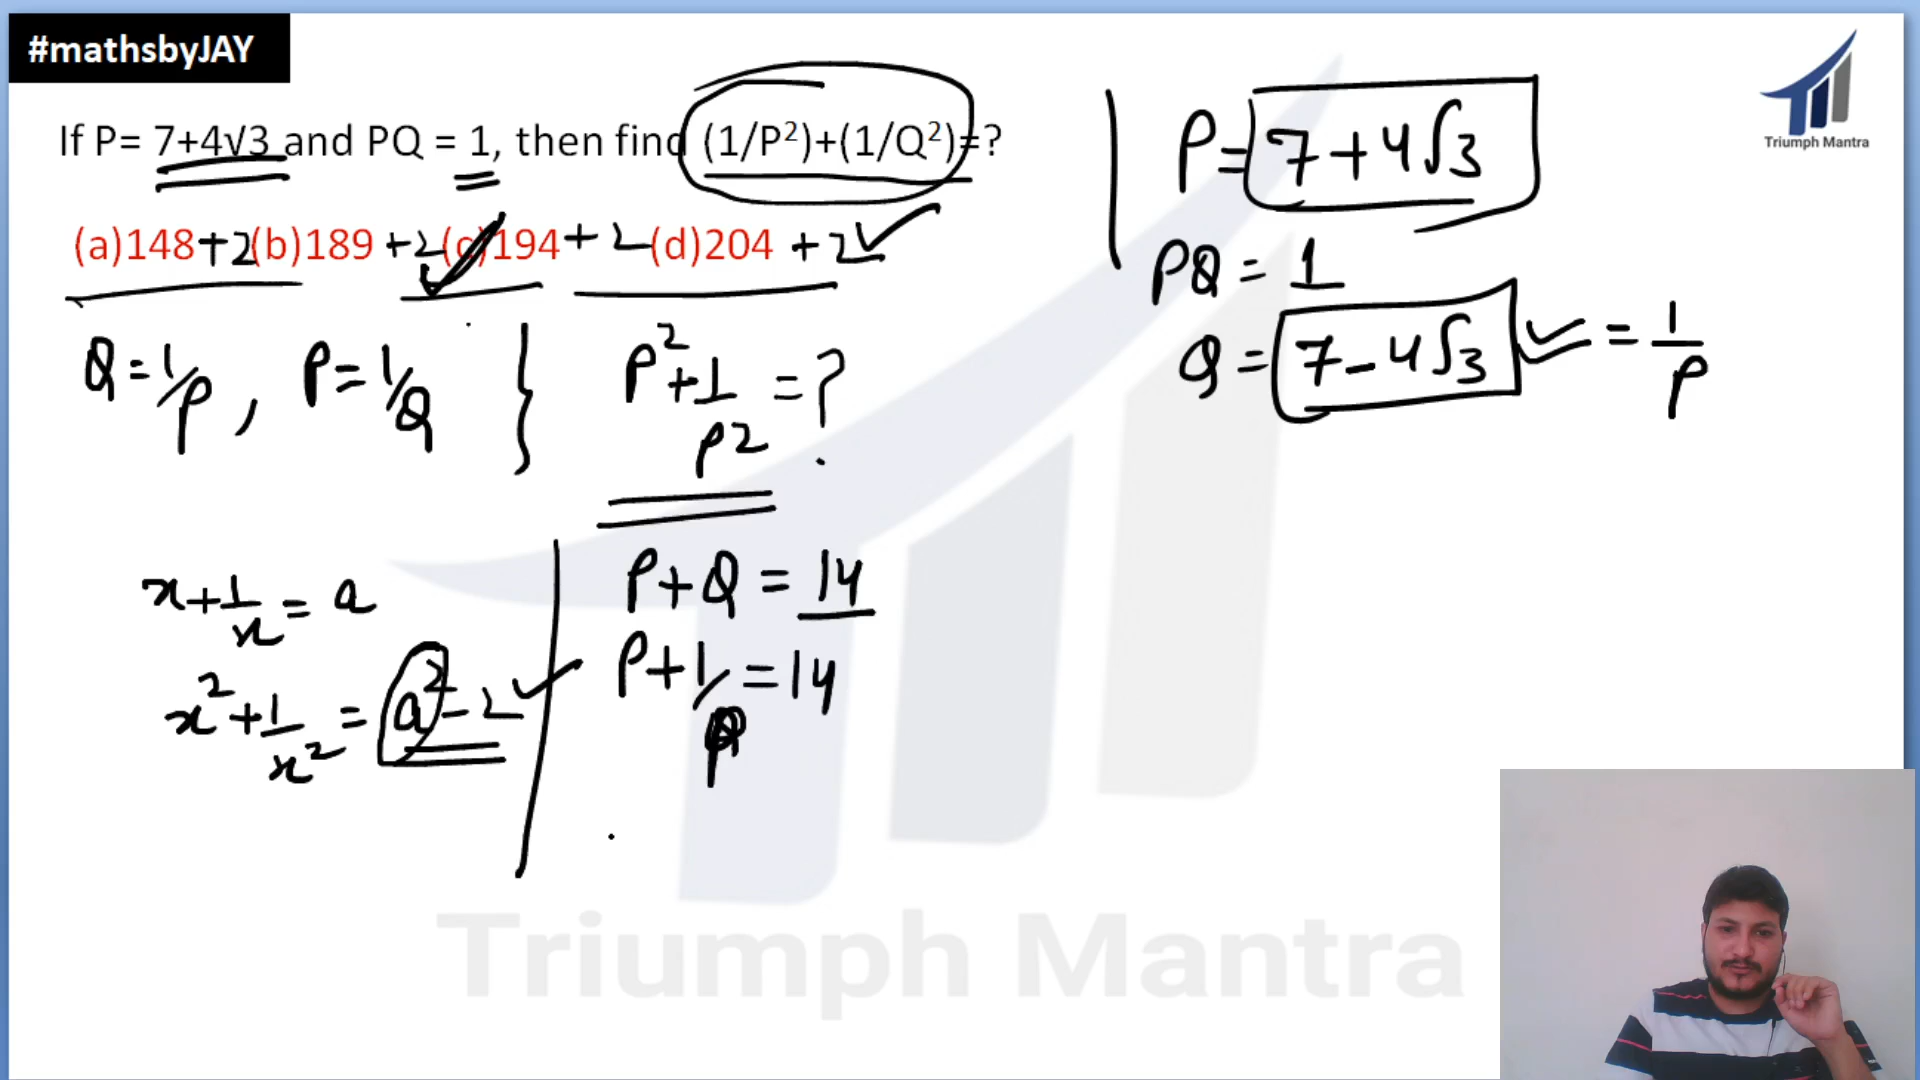 #mathsbyJAY
Triumph Mantra
If P= 7+4√3 and PQ = 1, then find (1/P²)+(1/Q²)=?
(a)148+2(b)189+2(c)194+2(d)204+2
P=7+4√3
PQ=1
Q=7-4√3=1/P
Q=1/P, P=1/Q } P²+1/P²=?
P+Q=14
P+1/P=14
x+1/x=a
x²+1/x²=a²-2
Triumph Mantra